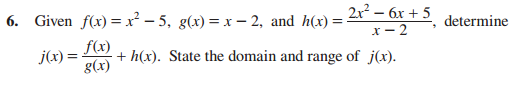 6. Given f(x) = x² – 5, g(x) = x – 2, and h(x) = (2x² – 6x + 5)/(x – 2), determine
j(x) = f(x)/g(x) + h(x). State the domain and range of j(x).